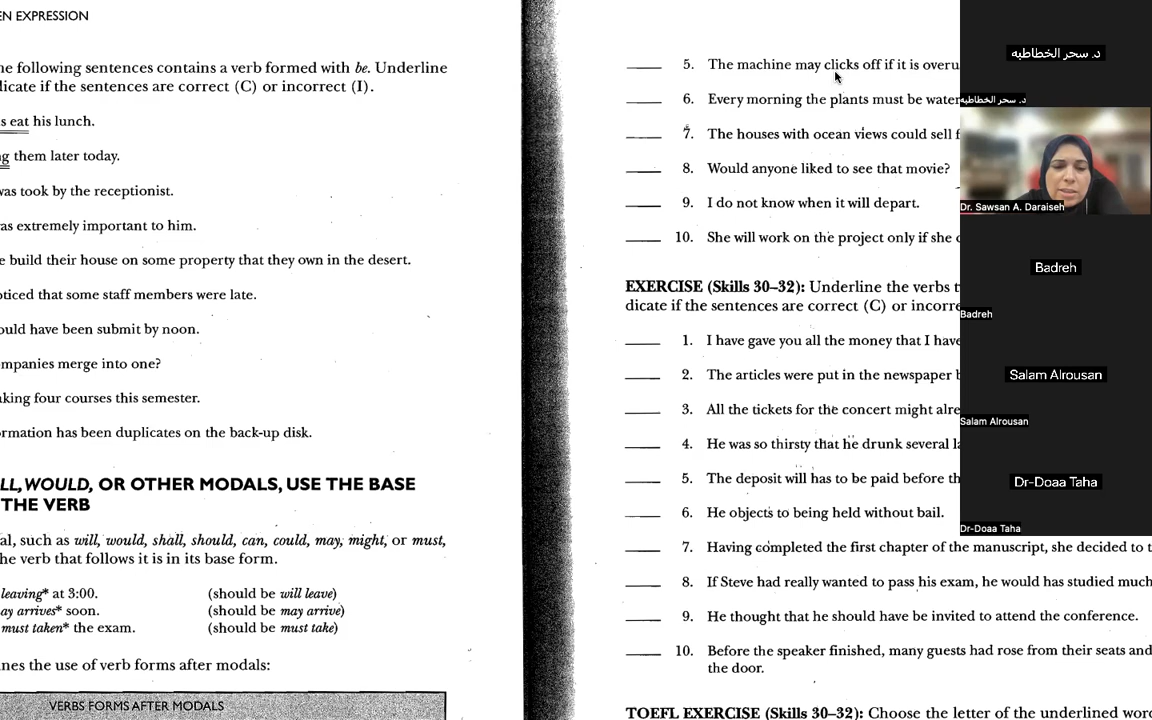 EN EXPRESSION
he following sentences contains a verb formed with be. Underline
dicate if the sentences are correct (C) or incorrect (I).
s eat his lunch.
g them later today.
was took by the receptionist.
as extremely important to him.
e build their house on some property that they own in the desert.
oticed that some staff members were late.
ould have been submit by noon.
mpanies merge into one?
king four courses this semester.
ormation has been duplicates on the back-up disk.
LL, WOULD, OR OTHER MODALS, USE THE BASE
THE VERB
al, such as will, would, shall, should, can, could, may, might, or must,
he verb that follows it is in its base form.
leaving* at 3:00. (should be will leave)
ay arrives* soon. (should be may arrive)
must taken* the exam. (should be must take)
ines the use of verb forms after modals:
VERBS FORMS AFTER MODALS
5. The machine may clicks off if it is overu
6. Every morning the plants must be water
7. The houses with ocean views could sell f
8. Would anyone liked to see that movie?
9. I do not know when it will depart.
10. She will work on the project only if she
EXERCISE (Skills 30–32): Underline the verbs t
dicate if the sentences are correct (C) or incorre
1. I have gave you all the money that I have
2. The articles were put in the newspaper b
3. All the tickets for the concert might alre
4. He was so thirsty that he drunk several la
5. The deposit will has to be paid before th
6. He objects to being held without bail.
7. Having completed the first chapter of the manuscript, she decided to t
8. If Steve had really wanted to pass his exam, he would has studied much
9. He thought that he should have be invited to attend the conference.
10. Before the speaker finished, many guests had rose from their seats and
the door.
TOEFL EXERCISE (Skills 30–32): Choose the letter of the underlined word
د. سحر الخطاطبه
د. سحر الخطاطبه
Dr. Sawsan A. Daraiseh
Badreh
Badreh
Salam Alrousan
Salam Alrousan
Dr-Doaa Taha
Dr-Doaa Taha